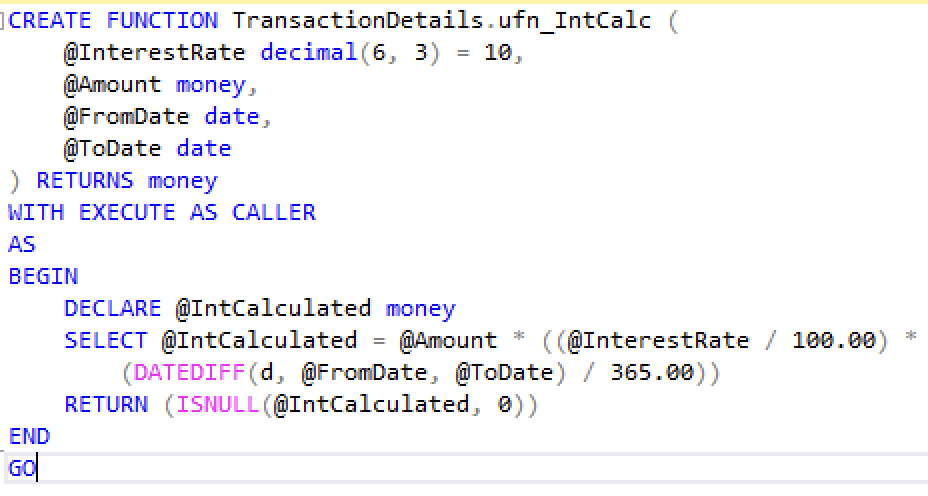 CREATE FUNCTION TransactionDetails.ufn_IntCalc (
    @InterestRate decimal(6, 3) = 10,
    @Amount money,
    @FromDate date,
    @ToDate date
) RETURNS money
WITH EXECUTE AS CALLER
AS
BEGIN
    DECLARE @IntCalculated money
    SELECT @IntCalculated = @Amount * ((@InterestRate / 100.00) *
        (DATEDIFF(d, @FromDate, @ToDate) / 365.00))
    RETURN (ISNULL(@IntCalculated, 0))
END
GO